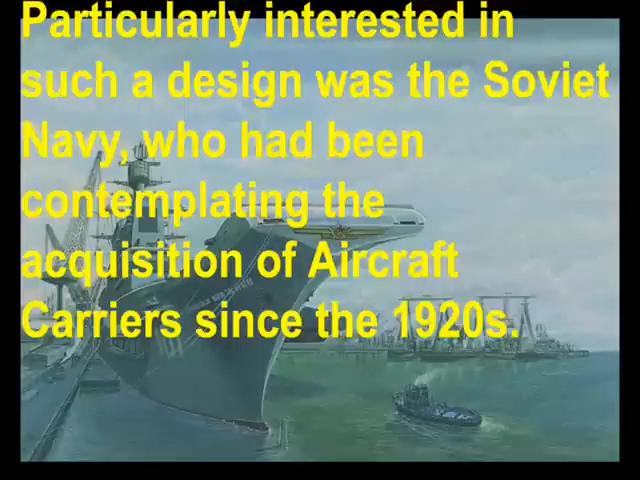 Particularly interested in
such a design was the Soviet
Navy, who had been
contemplating the
acquisition of Aircraft
Carriers since the 1920s.